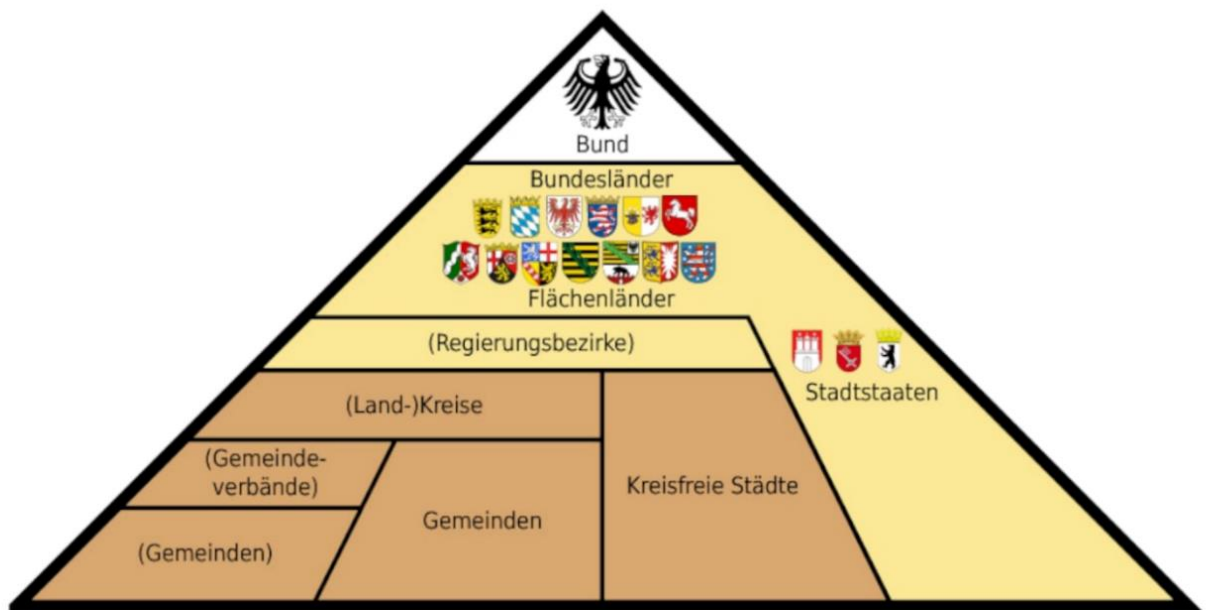 Bund
Bundesländer
Flächenländer
(Regierungsbezirke)
Stadtstaaten
(Land-)Kreise
(Gemeinde-
verbände)
Kreisfreie Städte
Gemeinden
(Gemeinden)